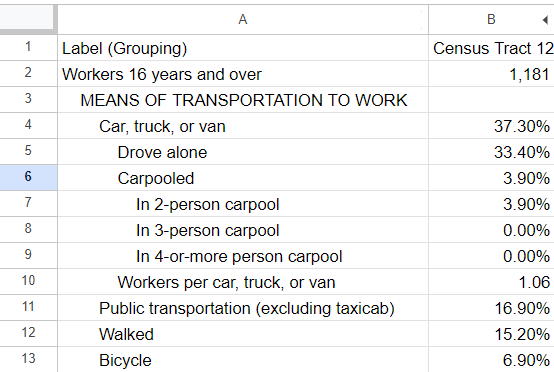 A B
1 Label (Grouping) Census Tract 12
2 Workers 16 years and over 1,181
3 MEANS OF TRANSPORTATION TO WORK
4 Car, truck, or van 37.30%
5 Drove alone 33.40%
6 Carpooled 3.90%
7 In 2-person carpool 3.90%
8 In 3-person carpool 0.00%
9 In 4-or-more person carpool 0.00%
10 Workers per car, truck, or van 1.06
11 Public transportation (excluding taxicab) 16.90%
12 Walked 15.20%
13 Bicycle 6.90%